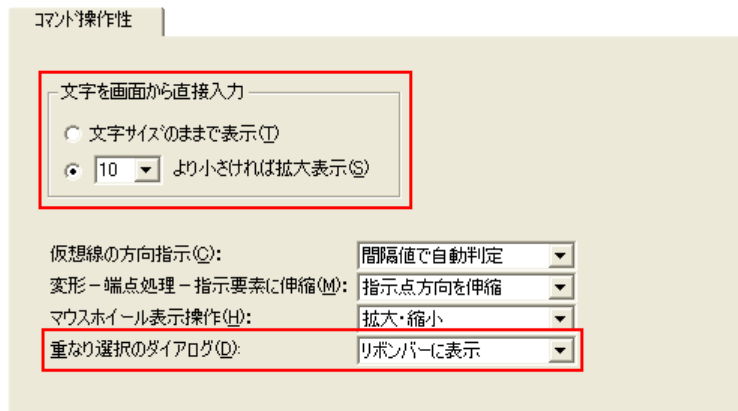 コマンド操作性
文字を画面から直接入力
文字サイズのままで表示(T)
10 より小さければ拡大表示(S)
仮想線の方向指示(C): 間隔値で自動判定
変形－端点処理－指示要素に伸縮(M): 指示点方向を伸縮
マウスホイール表示操作(H): 拡大・縮小
重なり選択のダイアログ(D): リボンバーに表示